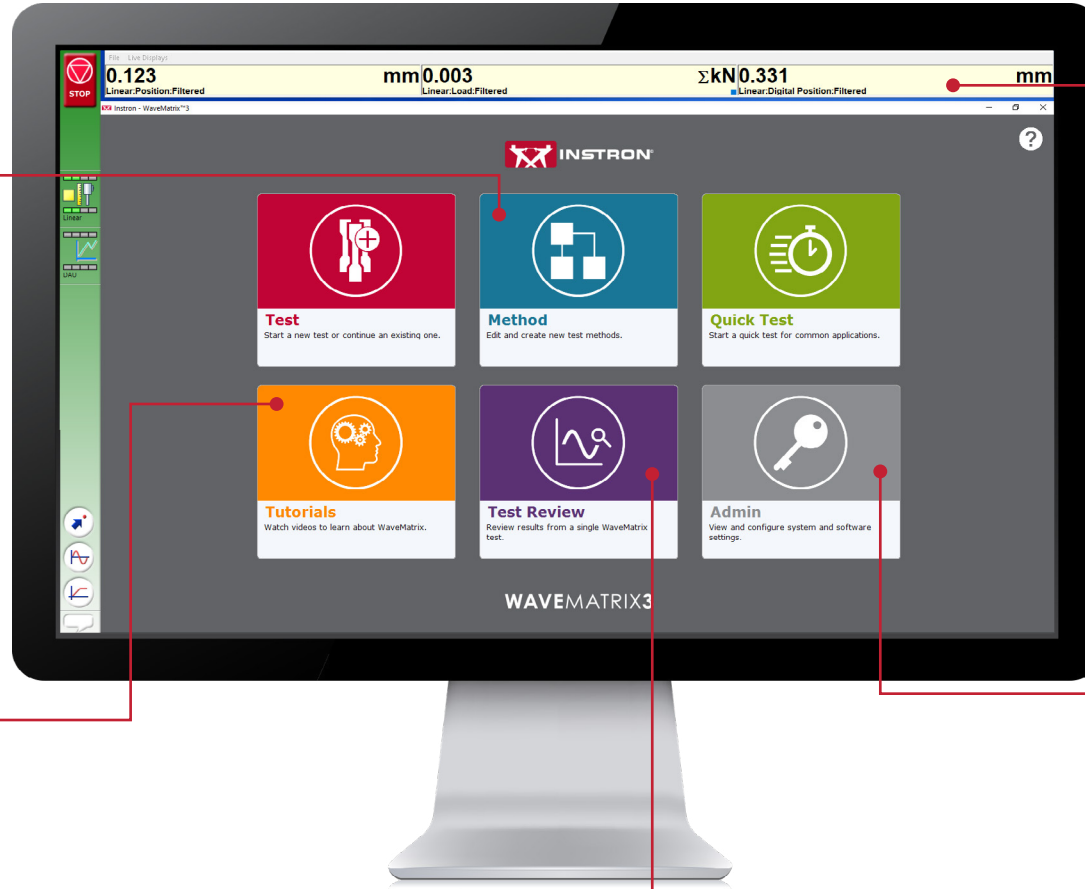 File Live Displays
STOP
0.123 mm
Linear:Position:Filtered
0.003 ΣkN
Linear:Load:Filtered
0.331 mm
Linear:Digital Position:Filtered
Instron - WaveMatrix™3
?
INSTRON®
Linear
DAU
Test
Start a new test or continue an existing one.
Method
Edit and create new test methods.
Quick Test
Start a quick test for common applications.
Tutorials
Watch videos to learn about WaveMatrix.
Test Review
Review results from a single WaveMatrix
test.
Admin
View and configure system and software
settings.
WAVEMATRIX3